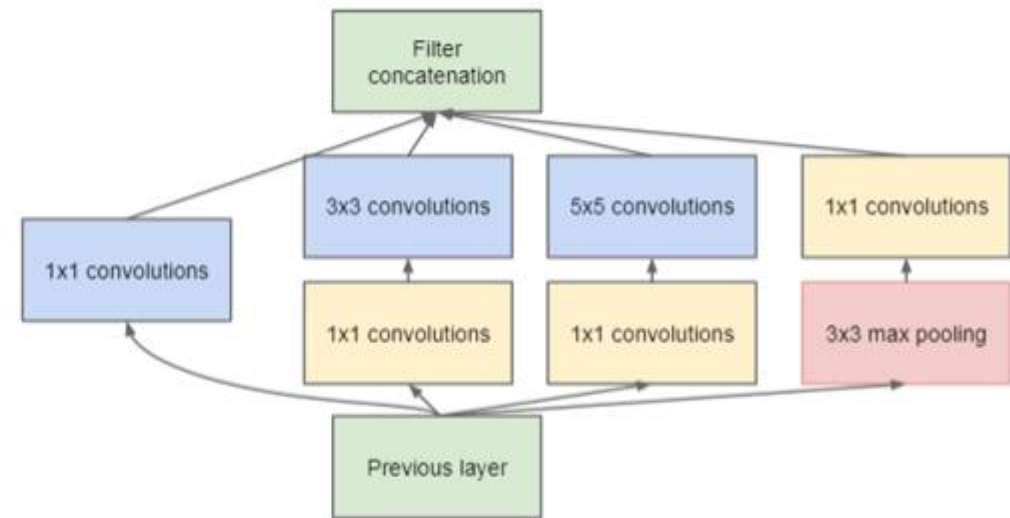 Filter
concatenation
3x3 convolutions
5x5 convolutions
1x1 convolutions
1x1 convolutions
1x1 convolutions
1x1 convolutions
3x3 max pooling
Previous layer